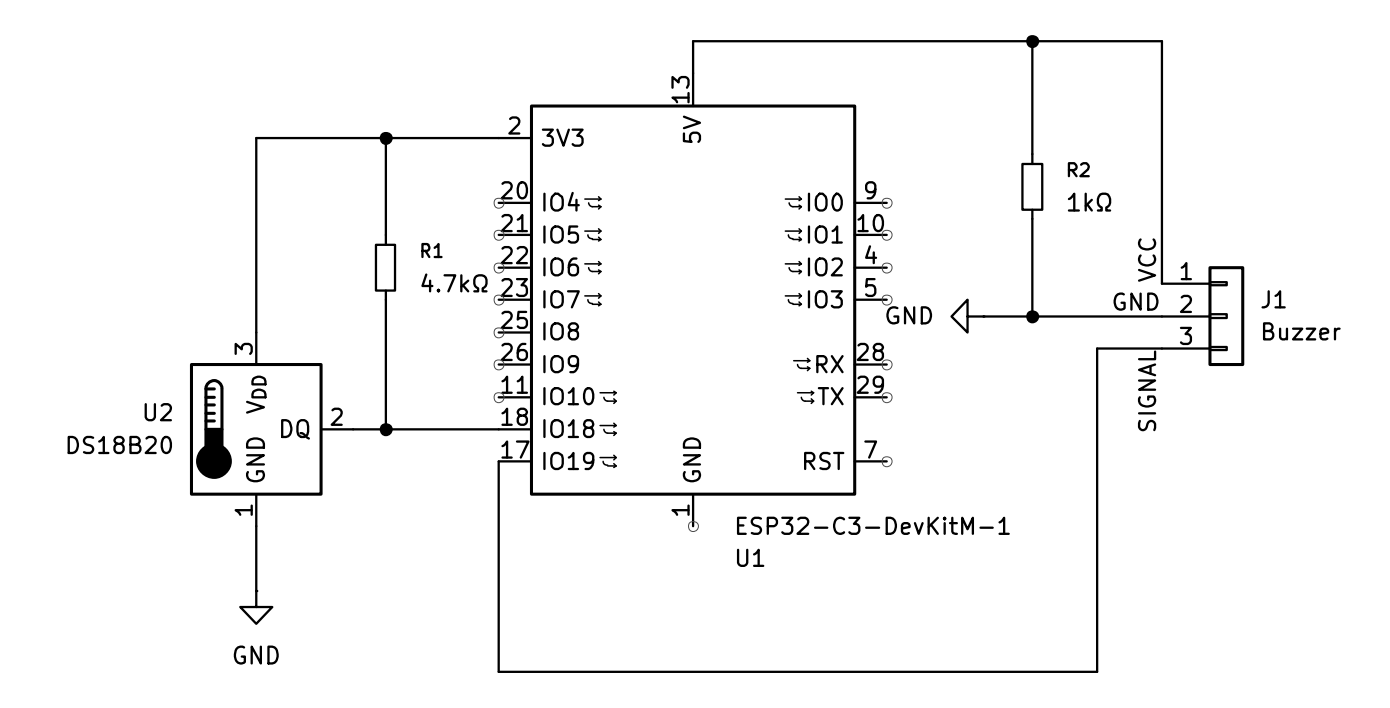 13
5V
2
3V3
20
IO4
21
IO5
22
IO6
23
IO7
25
IO8
26
IO9
11
IO10
18
IO18
17
IO19
9
IO0
10
IO1
4
IO2
5
IO3
28
RX
29
TX
7
RST
GND
1
ESP32-C3-DevKitM-1
U1
R1
4.7kΩ
R2
1kΩ
3
VDD
DQ
2
GND
1
U2
DS18B20
GND
GND
VCC
1
GND
2
3
SIGNAL
J1
Buzzer